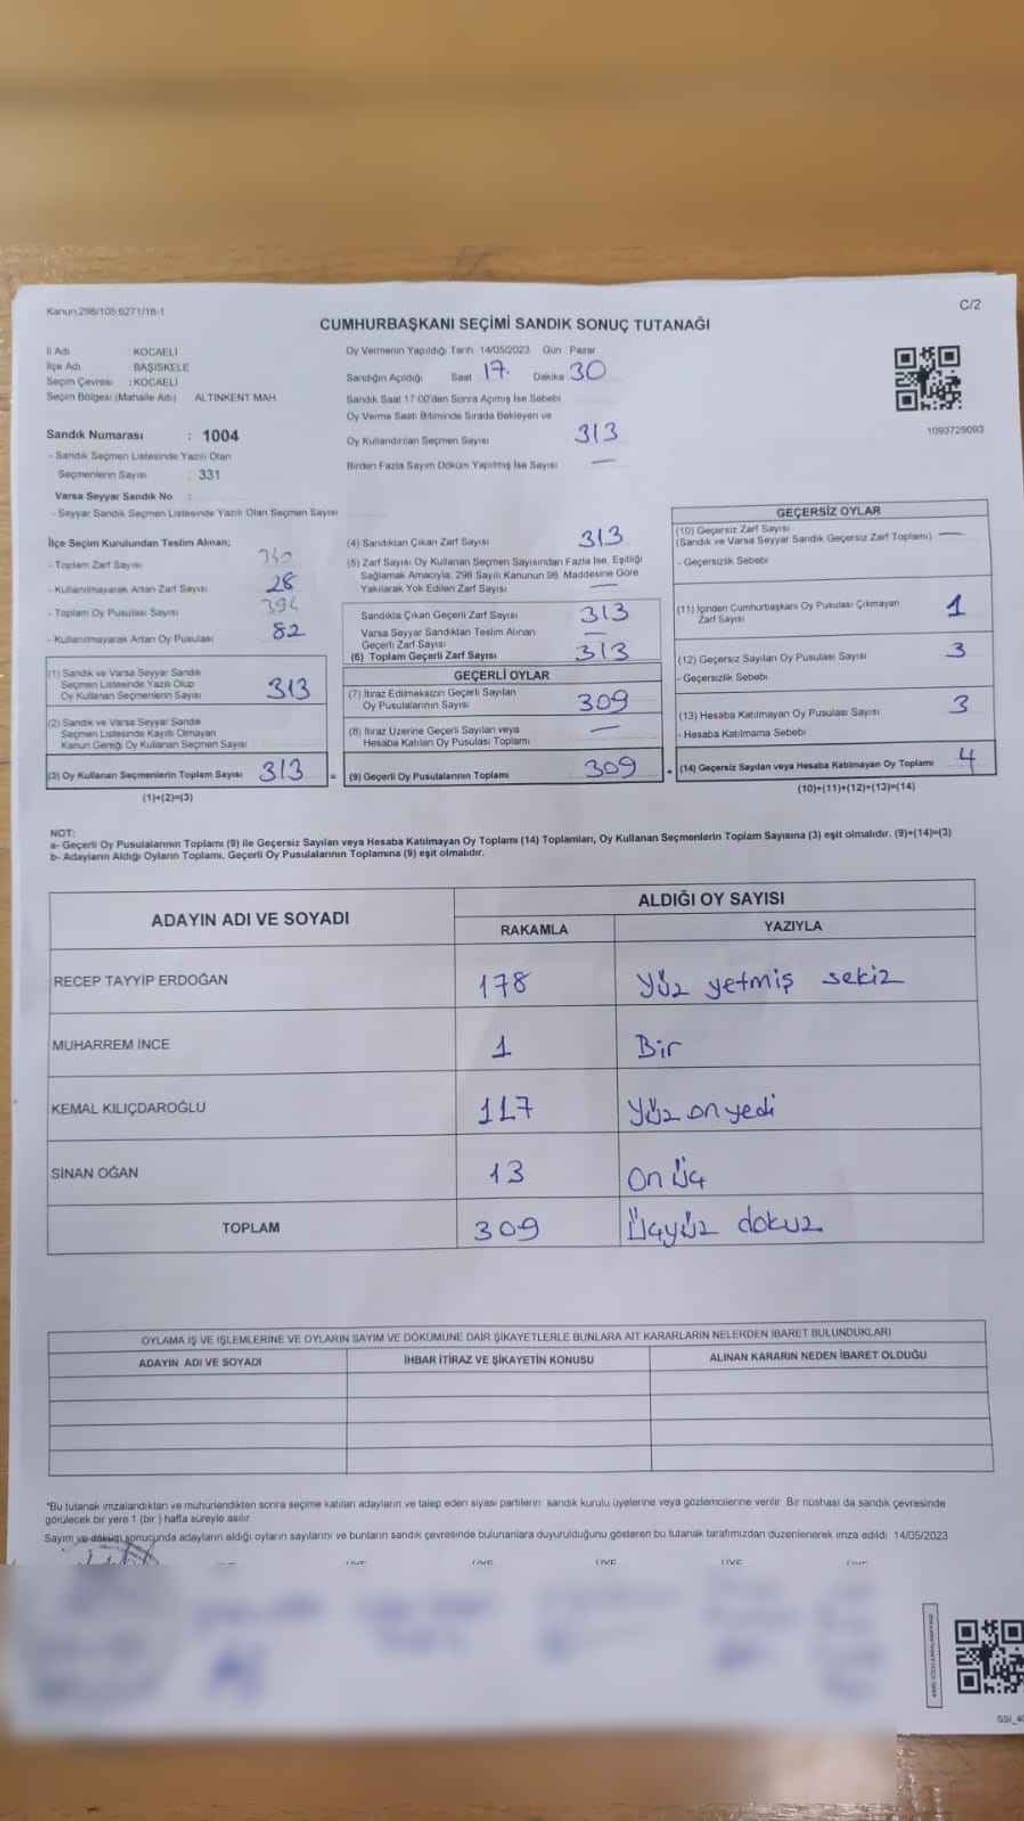 Kanun:298/105 6271/18-1
C/2
CUMHURBAŞKANI SEÇİMİ SANDIK SONUÇ TUTANAĞI
İl Adı : KOCAELİ
İlçe Adı : BAŞİSKELE
Seçim Çevresi : KOCAELİ
Seçim Bölgesi (Mahalle Adı) ALTINKENT MAH.
Sandık Numarası : 1004
- Sandık Seçmen Listesinde Yazılı Olan
Seçmenlerin Sayısı : 331
Varsa Seyyar Sandık No :
- Seyyar Sandık Seçmen Listesinde Yazılı Olan Seçmen Sayısı
Oy Vermenin Yapıldığı Tarih 14/05/2023 Gün : Pazar
Sandığın Açıldığı Saat 17. Dakika 30
Sandık Saat 17:00'den Sonra Açılmış İse Sebebi
Oy Verme Saati Bitiminde Sırada Bekleyen ve
Oy Kullandırılan Seçmen Sayısı 313
Birden Fazla Sayım Döküm Yapılmış İse Sayısı —
1093729093
İlçe Seçim Kurulundan Teslim Alınan;
- Toplam Zarf Sayısı
- Kullanılmayarak Artan Zarf Sayısı 28
- Toplam Oy Pusulası Sayısı
- Kullanılmayarak Artan Oy Pusulası 82
(1) Sandık ve Varsa Seyyar Sandık
Seçmen Listesinde Yazılı Olup
Oy Kullanan Seçmenlerin Sayısı 313
(2) Sandık ve Varsa Seyyar Sandık
Seçmen Listesinde Kayıtlı Olmayan
Kanun Gereği Oy Kullanan Seçmen Sayısı
(3) Oy Kullanan Seçmenlerin Toplam Sayısı 313
(1)+(2)=(3)
(4) Sandıktan Çıkan Zarf Sayısı 313
(5) Zarf Sayısı Oy Kullanan Seçmen Sayısından Fazla İse, Eşitliği
Sağlamak Amacıyla, 298 Sayılı Kanunun 98. Maddesine Göre
Yakılarak Yok Edilen Zarf Sayısı —
Sandıkta Çıkan Geçerli Zarf Sayısı 313
Varsa Seyyar Sandıktan Teslim Alınan
Geçerli Zarf Sayısı —
(6) Toplam Geçerli Zarf Sayısı 313
GEÇERLİ OYLAR
(7) İtiraz Edilmeksizin Geçerli Sayılan
Oy Pusulalarının Sayısı 309
(8) İtiraz Üzerine Geçerli Sayılan veya
Hesaba Katılan Oy Pusulası Toplamı —
= (9) Geçerli Oy Pusulalarının Toplamı 309
GEÇERSİZ OYLAR
(10) Geçersiz Zarf Sayısı
(Sandık ve Varsa Seyyar Sandık Geçersiz Zarf Toplamı) —
- Geçersizlik Sebebi
(11) İçinden Cumhurbaşkanı Oy Pusulası Çıkmayan
Zarf Sayısı 1
(12) Geçersiz Sayılan Oy Pusulası Sayısı 3
- Geçersizlik Sebebi
(13) Hesaba Katılmayan Oy Pusulası Sayısı 3
- Hesaba Katılmama Sebebi
+ (14) Geçersiz Sayılan veya Hesaba Katılmayan Oy Toplamı 4
(10)+(11)+(12)+(13)=(14)
NOT:
a- Geçerli Oy Pusulalarının Toplamı (9) ile Geçersiz Sayılan veya Hesaba Katılmayan Oy Toplamı (14) Toplamları, Oy Kullanan Seçmenlerin Toplam Sayısına (3) eşit olmalıdır. (9)+(14)=(3)
b- Adayların Aldığı Oyların Toplamı, Geçerli Oy Pusulalarının Toplamına (9) eşit olmalıdır.
ADAYIN ADI VE SOYADI ALDIĞI OY SAYISI
RAKAMLA YAZIYLA
RECEP TAYYİP ERDOĞAN 178 Yüz yetmiş sekiz
MUHARREM İNCE 1 Bir
KEMAL KILIÇDAROĞLU 117 Yüz on yedi
SİNAN OĞAN 13 On üç
TOPLAM 309 Üçyüz dokuz
OYLAMA İŞ VE İŞLEMLERİNE VE OYLARIN SAYIM VE DÖKÜMÜNE DAİR ŞİKAYETLERLE BUNLARA AİT KARARLARIN NELERDEN İBARET BULUNDUKLARI
ADAYIN ADI VE SOYADI İHBAR İTİRAZ VE ŞİKAYETİN KONUSU ALINAN KARARIN NEDEN İBARET OLDUĞU
*Bu tutanak imzalandıktan ve mühürlendikten sonra seçime katılan adayların ve talep eden siyasi partilerin sandık kurulu üyelerine veya gözlemcilerine verilir. Bir nüshası da sandık çevresinde
görülecek bir yere 1 (bir) hafta süreyle asılır.
Sayım ve döküm sonucunda adayların aldığı oyların sayılarını ve bunların sandık çevresinde bulunanlara duyurulduğunu gösteren bu tutanak tarafımızdan düzenlenerek imza edildi 14/05/2023